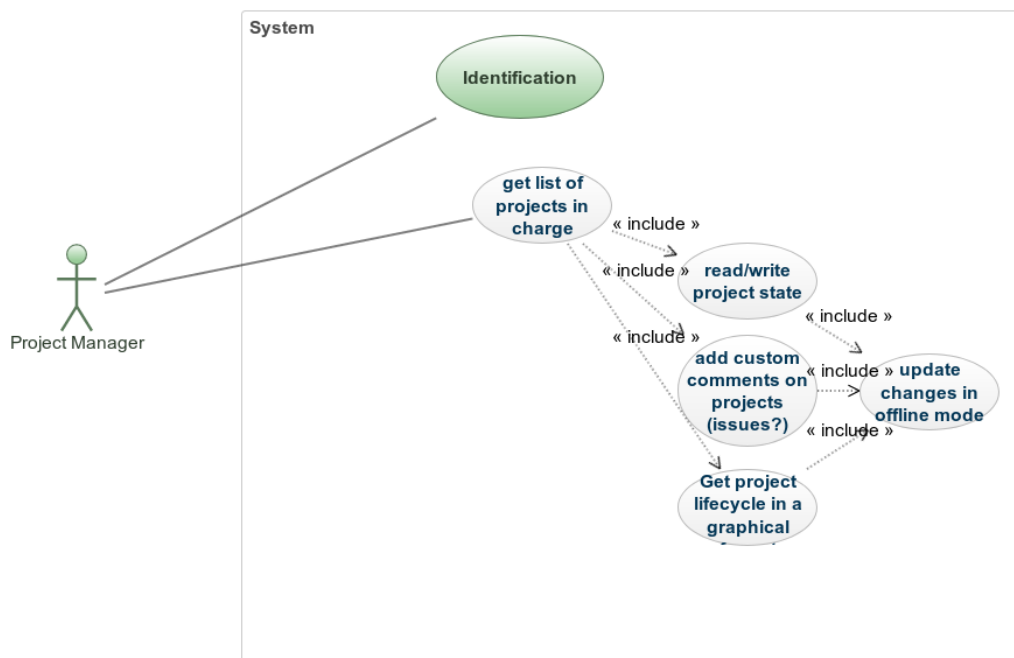 System
Identification
get list of
projects in
charge
« include »
« include »
read/write
project state
Project Manager
« include »
« include »
add custom
comments on
projects
(issues?)
« include »
update
changes in
offline mode
« include »
Get project
lifecycle in a
graphical